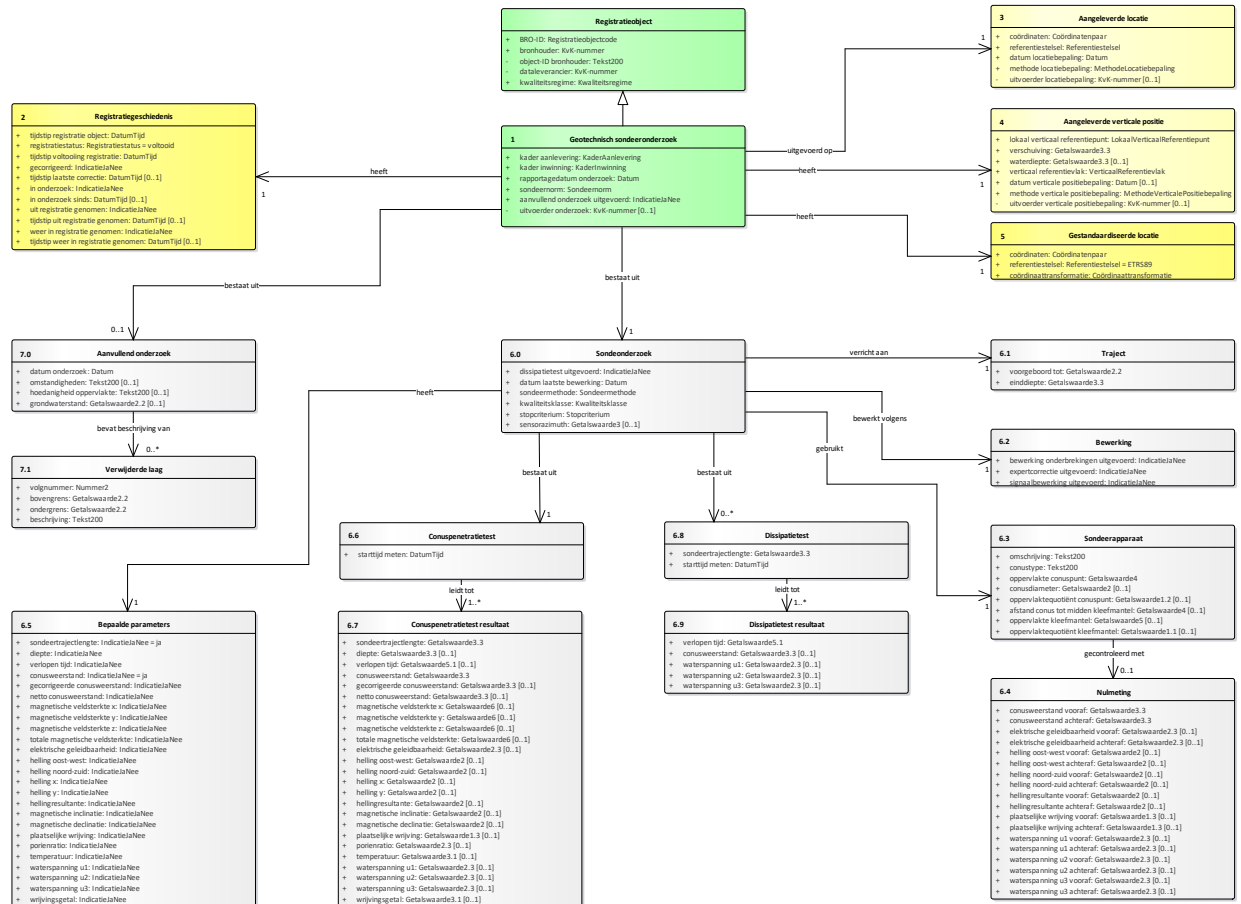 Registratieobject
+ BRO-ID: Registratieobjectcode
+ bronhouder: KvK-nummer
- object-ID bronhouder: Tekst200
- dataleverancier: KvK-nummer
+ kwaliteitsregime: Kwaliteitsregime
3 Aangeleverde locatie
+ coördinaten: Coördinatenpaar
+ referentiestelsel: Referentiestelsel
+ datum locatiebepaling: Datum
+ methode locatiebepaling: MethodeLocatiebepaling
- uitvoerder locatiebepaling: KvK-nummer [0..1]
2 Registratiegeschiedenis
+ tijdstip registratie object: DatumTijd
+ registratiestatus: Registratiestatus = voltooid
+ tijdstip voltooiing registratie: DatumTijd
+ gecorrigeerd: IndicatieJaNee
+ tijdstip laatste correctie: DatumTijd [0..1]
+ in onderzoek: IndicatieJaNee
+ in onderzoek sinds: DatumTijd [0..1]
+ uit registratie genomen: IndicatieJaNee
+ tijdstip uit registratie genomen: DatumTijd [0..1]
+ weer in registratie genomen: IndicatieJaNee
+ tijdstip weer in registratie genomen: DatumTijd [0..1]
1 Geotechnisch sondeeronderzoek
+ kader aanlevering: KaderAanlevering
+ kader inwinning: KaderInwinning
+ rapportagedatum onderzoek: Datum
+ sondeernorm: Sondeernorm
+ aanvullend onderzoek uitgevoerd: IndicatieJaNee
- uitvoerder onderzoek: KvK-nummer [0..1]
4 Aangeleverde verticale positie
+ lokaal verticaal referentiepunt: LokaalVerticaalReferentiepunt
+ verschuiving: Getalswaarde3.3
+ waterdiepte: Getalswaarde3.3 [0..1]
+ verticaal referentievlak: VerticaalReferentievlak
+ datum verticale positiebepaling: Datum [0..1]
+ methode verticale positiebepaling: MethodeVerticalePositiebepaling
- uitvoerder verticale positiebepaling: KvK-nummer [0..1]
5 Gestandaardiseerde locatie
+ coördinaten: Coördinatenpaar
+ referentiestelsel: Referentiestelsel = ETRS89
+ coördinaattransformatie: Coördinaattransformatie
uitgevoerd op
1
heeft
1
heeft
1
heeft
1
bestaat uit
0..1
bestaat uit
1
7.0 Aanvullend onderzoek
+ datum onderzoek: Datum
+ omstandigheden: Tekst200 [0..1]
+ hoedanigheid oppervlakte: Tekst200 [0..1]
+ grondwaterstand: Getalswaarde2.2 [0..1]
bevat beschrijving van
0..*
7.1 Verwijderde laag
+ volgnummer: Nummer2
+ bovengrens: Getalswaarde2.2
+ ondergrens: Getalswaarde2.2
+ beschrijving: Tekst200
6.0 Sondeonderzoek
+ dissipatietest uitgevoerd: IndicatieJaNee
+ datum laatste bewerking: Datum
+ sondeermethode: Sondeermethode
+ kwaliteitsklasse: Kwaliteitsklasse
+ stopcriterium: Stopcriterium
+ sensorazimuth: Getalswaarde3 [0..1]
verricht aan
1
bewerkt volgens
1
gebruikt
1
heeft
1
bestaat uit
1
bestaat uit
0..*
6.1 Traject
+ voorgeboord tot: Getalswaarde2.2
+ einddiepte: Getalswaarde3.3
6.2 Bewerking
+ bewerking onderbrekingen uitgevoerd: IndicatieJaNee
+ expertcorrectie uitgevoerd: IndicatieJaNee
+ signaalbewerking uitgevoerd: IndicatieJaNee
6.6 Conuspenetratietest
+ starttijd meten: DatumTijd
leidt tot
1..*
6.8 Dissipatietest
+ sondeertrajectlengte: Getalswaarde3.3
+ starttijd meten: DatumTijd
leidt tot
1..*
6.3 Sondeerapparaat
+ omschrijving: Tekst200
+ conustype: Tekst200
+ oppervlakte conuspunt: Getalswaarde4
+ conusdiameter: Getalswaarde2 [0..1]
+ oppervlaktequotiënt conuspunt: Getalswaarde1.2 [0..1]
+ afstand conus tot midden kleefmantel: Getalswaarde4 [0..1]
+ oppervlakte kleefmantel: Getalswaarde5 [0..1]
+ oppervlaktequotiënt kleefmantel: Getalswaarde1.1 [0..1]
gecontroleerd met
0..1
6.5 Bepaalde parameters
+ sondeertrajectlengte: IndicatieJaNee = ja
+ diepte: IndicatieJaNee
+ verlopen tijd: IndicatieJaNee
+ conusweerstand: IndicatieJaNee = ja
+ gecorrigeerde conusweerstand: IndicatieJaNee
+ netto conusweerstand: IndicatieJaNee
+ magnetische veldsterkte x: IndicatieJaNee
+ magnetische veldsterkte y: IndicatieJaNee
+ magnetische veldsterkte z: IndicatieJaNee
+ totale magnetische veldsterkte: IndicatieJaNee
+ elektrische geleidbaarheid: IndicatieJaNee
+ helling oost-west: IndicatieJaNee
+ helling noord-zuid: IndicatieJaNee
+ helling x: IndicatieJaNee
+ helling y: IndicatieJaNee
+ hellingresultante: IndicatieJaNee
+ magnetische inclinatie: IndicatieJaNee
+ magnetische declinatie: IndicatieJaNee
+ plaatselijke wrijving: IndicatieJaNee
+ porienratio: IndicatieJaNee
+ temperatuur: IndicatieJaNee
+ waterspanning u1: IndicatieJaNee
+ waterspanning u2: IndicatieJaNee
+ waterspanning u3: IndicatieJaNee
+ wrijvingsgetal: IndicatieJaNee
6.7 Conuspenetratietest resultaat
+ sondeertrajectlengte: Getalswaarde3.3
+ diepte: Getalswaarde3.3 [0..1]
+ verlopen tijd: Getalswaarde5.1 [0..1]
+ conusweerstand: Getalswaarde3.3
+ gecorrigeerde conusweerstand: Getalswaarde3.3 [0..1]
+ netto conusweerstand: Getalswaarde3.3 [0..1]
+ magnetische veldsterkte x: Getalswaarde6 [0..1]
+ magnetische veldsterkte y: Getalswaarde6 [0..1]
+ magnetische veldsterkte z: Getalswaarde6 [0..1]
+ totale magnetische veldsterkte: Getalswaarde6 [0..1]
+ elektrische geleidbaarheid: Getalswaarde2.3 [0..1]
+ helling oost-west: Getalswaarde2 [0..1]
+ helling noord-zuid: Getalswaarde2 [0..1]
+ helling x: Getalswaarde2 [0..1]
+ helling y: Getalswaarde2 [0..1]
+ hellingresultante: Getalswaarde2 [0..1]
+ magnetische inclinatie: Getalswaarde2 [0..1]
+ magnetische declinatie: Getalswaarde2 [0..1]
+ plaatselijke wrijving: Getalswaarde1.3 [0..1]
+ porienratio: Getalswaarde2.3 [0..1]
+ temperatuur: Getalswaarde3.1 [0..1]
+ waterspanning u1: Getalswaarde2.3 [0..1]
+ waterspanning u2: Getalswaarde2.3 [0..1]
+ waterspanning u3: Getalswaarde2.3 [0..1]
+ wrijvingsgetal: Getalswaarde3.1 [0..1]
6.9 Dissipatietest resultaat
+ verlopen tijd: Getalswaarde5.1
+ conusweerstand: Getalswaarde3.3 [0..1]
+ waterspanning u1: Getalswaarde2.3 [0..1]
+ waterspanning u2: Getalswaarde2.3 [0..1]
+ waterspanning u3: Getalswaarde2.3 [0..1]
6.4 Nulmeting
+ conusweerstand vooraf: Getalswaarde3.3
+ conusweerstand achteraf: Getalswaarde3.3
+ elektrische geleidbaarheid vooraf: Getalswaarde2.3 [0..1]
+ elektrische geleidbaarheid achteraf: Getalswaarde2.3 [0..1]
+ helling oost-west vooraf: Getalswaarde2 [0..1]
+ helling oost-west achteraf: Getalswaarde2 [0..1]
+ helling noord-zuid vooraf: Getalswaarde2 [0..1]
+ helling noord-zuid achteraf: Getalswaarde2 [0..1]
+ hellingresultante vooraf: Getalswaarde2 [0..1]
+ hellingresultante achteraf: Getalswaarde2 [0..1]
+ plaatselijke wrijving vooraf: Getalswaarde1.3 [0..1]
+ plaatselijke wrijving achteraf: Getalswaarde1.3 [0..1]
+ waterspanning u1 vooraf: Getalswaarde2.3 [0..1]
+ waterspanning u1 achteraf: Getalswaarde2.3 [0..1]
+ waterspanning u2 vooraf: Getalswaarde2.3 [0..1]
+ waterspanning u2 achteraf: Getalswaarde2.3 [0..1]
+ waterspanning u3 vooraf: Getalswaarde2.3 [0..1]
+ waterspanning u3 achteraf: Getalswaarde2.3 [0..1]